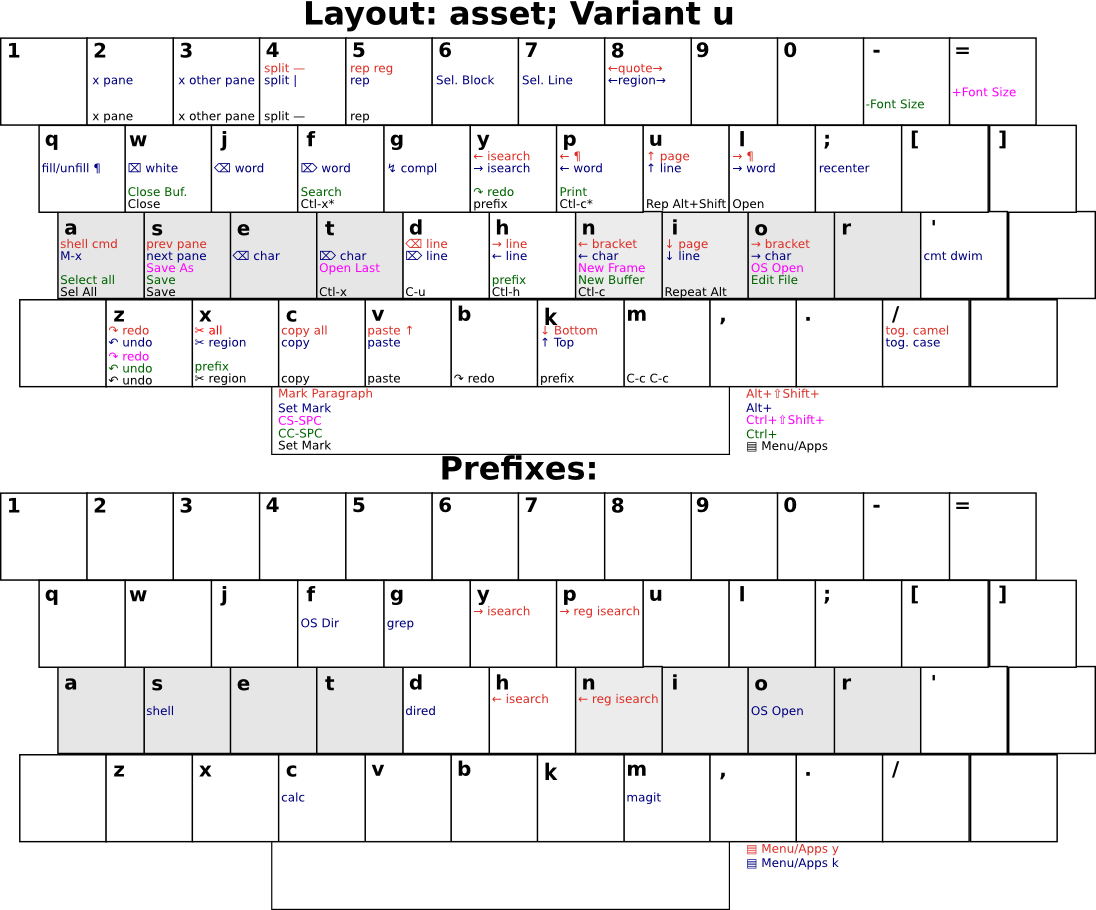 Layout: asset; Variant u
1
2
x pane
x pane
3
x other pane
x other pane
4
split —
split |
split —
5
rep reg
rep
rep
6
Sel. Block
7
Sel. Line
8
←quote→
←region→
9
0
-
-Font Size
=
+Font Size
q
fill/unfill ¶
w
⌧ white
Close Buf.
Close
j
⌫ word
f
⌦ word
Search
Ctl-x*
g
↯ compl
y
← isearch
→ isearch
↷ redo
prefix
p
← ¶
← word
Print
Ctl-c*
u
↑ page
↑ line
Rep Alt+Shift
l
→ ¶
→ word
Open
;
recenter
[
]
a
shell cmd
M-x
Select all
Sel All
s
prev pane
next pane
Save As
Save
Save
e
⌫ char
t
⌦ char
Open Last
Ctl-x
d
⌫ line
⌦ line
C-u
h
→ line
← line
prefix
Ctl-h
n
← bracket
← char
New Frame
New Buffer
Ctl-c
i
↓ page
↓ line
Repeat Alt
o
→ bracket
→ char
OS Open
Edit File
r
'
cmt dwim
z
↷ redo
↶ undo
↷ redo
↶ undo
↶ undo
x
✂ all
✂ region
prefix
✂ region
c
copy all
copy
copy
v
paste ↑
paste
paste
b
↷ redo
k
↓ Bottom
↑ Top
prefix
m
C-c C-c
,
.
/
tog. camel
tog. case
Mark Paragraph
Set Mark
CS-SPC
CC-SPC
Set Mark
Alt+⇧Shift+
Alt+
Ctrl+⇧Shift+
Ctrl+
▤ Menu/Apps
Prefixes:
1
2
3
4
5
6
7
8
9
0
-
=
q
w
j
f
OS Dir
g
grep
y
→ isearch
p
→ reg isearch
u
l
;
[
]
a
s
shell
e
t
d
dired
h
← isearch
n
← reg isearch
i
o
OS Open
r
'
z
x
c
calc
v
b
k
m
magit
,
.
/
▤ Menu/Apps y
▤ Menu/Apps k